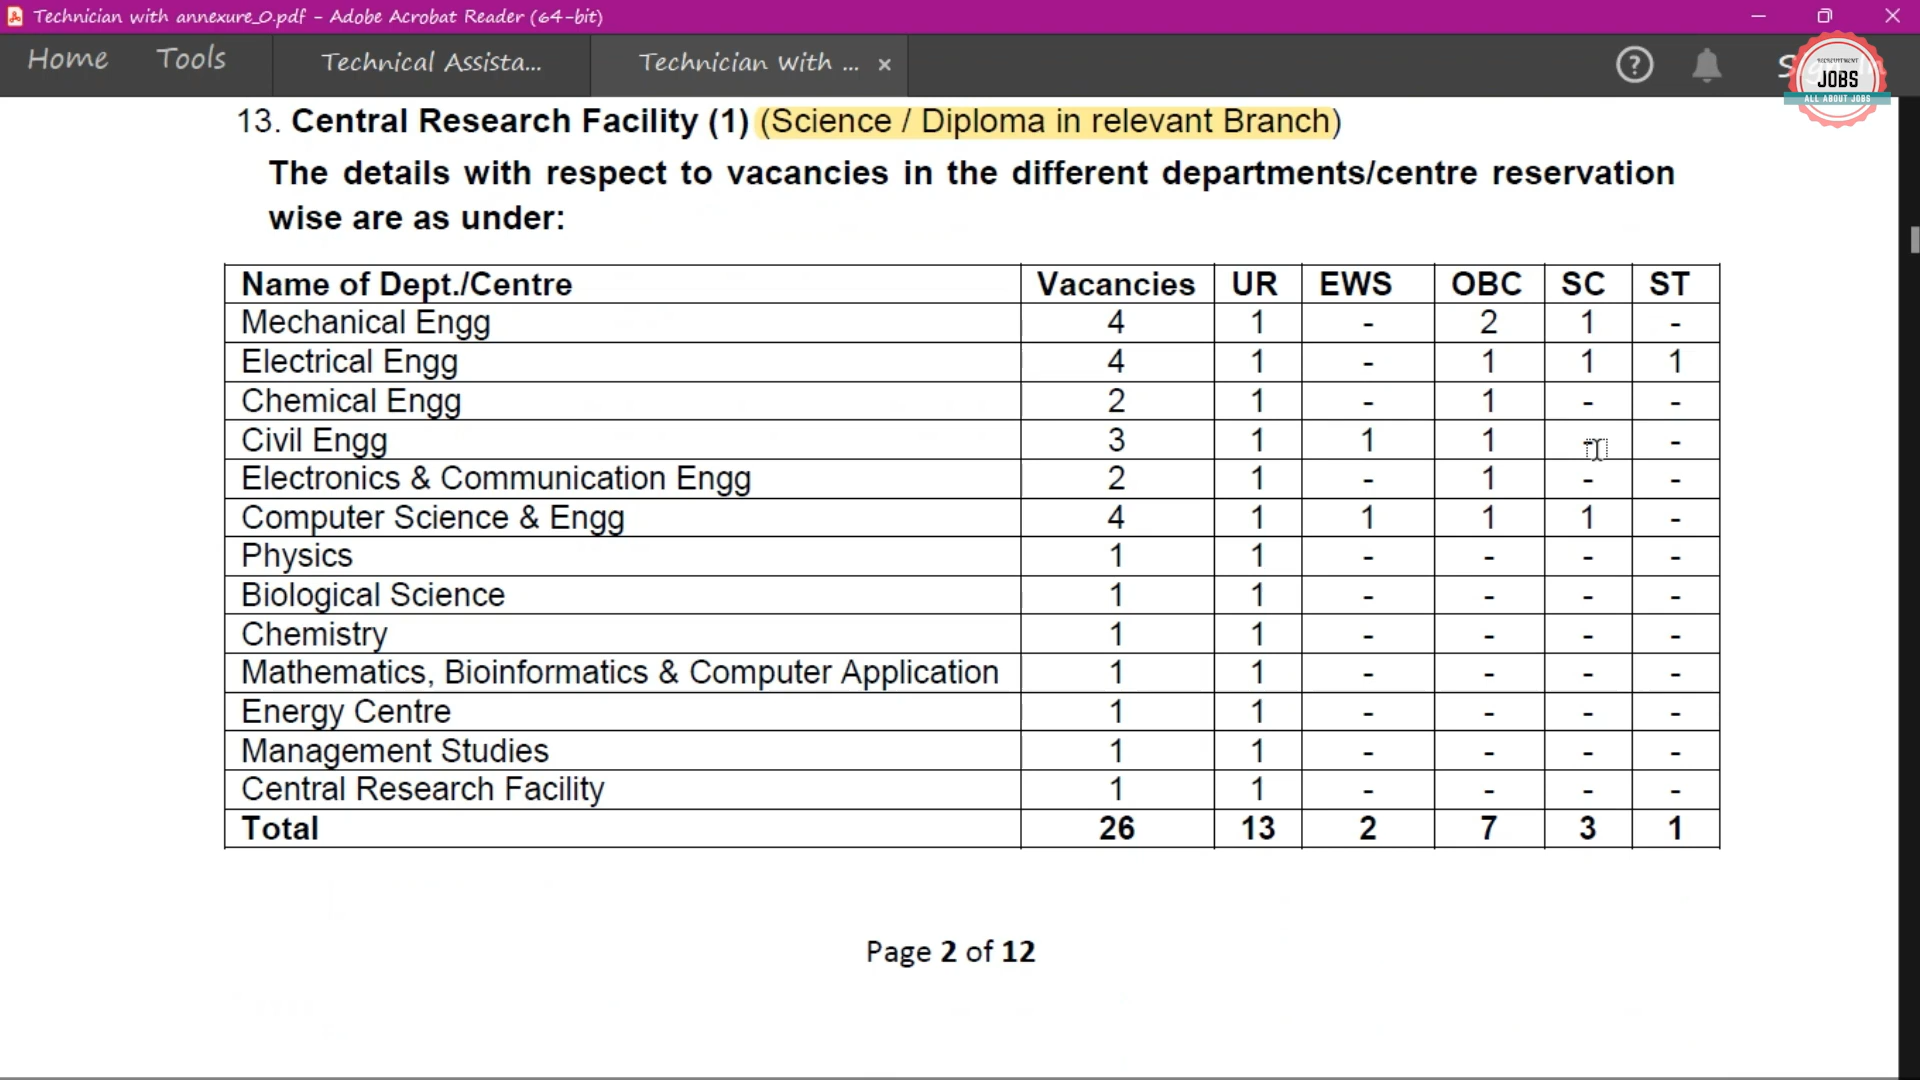 Technician with annexure_0.pdf - Adobe Acrobat Reader (64-bit)
Home Tools Technical Assista... Technician with ...
RECRUITMENT
JOBS
ALL ABOUT JOBS
13. Central Research Facility (1) (Science / Diploma in relevant Branch)
The details with respect to vacancies in the different departments/centre reservation
wise are as under:
Name of Dept./Centre Vacancies UR EWS OBC SC ST
Mechanical Engg 4 1 - 2 1 -
Electrical Engg 4 1 - 1 1 1
Chemical Engg 2 1 - 1 - -
Civil Engg 3 1 1 1 - -
Electronics & Communication Engg 2 1 - 1 - -
Computer Science & Engg 4 1 1 1 1 -
Physics 1 1 - - - -
Biological Science 1 1 - - - -
Chemistry 1 1 - - - -
Mathematics, Bioinformatics & Computer Application 1 1 - - - -
Energy Centre 1 1 - - - -
Management Studies 1 1 - - - -
Central Research Facility 1 1 - - - -
Total 26 13 2 7 3 1
Page 2 of 12